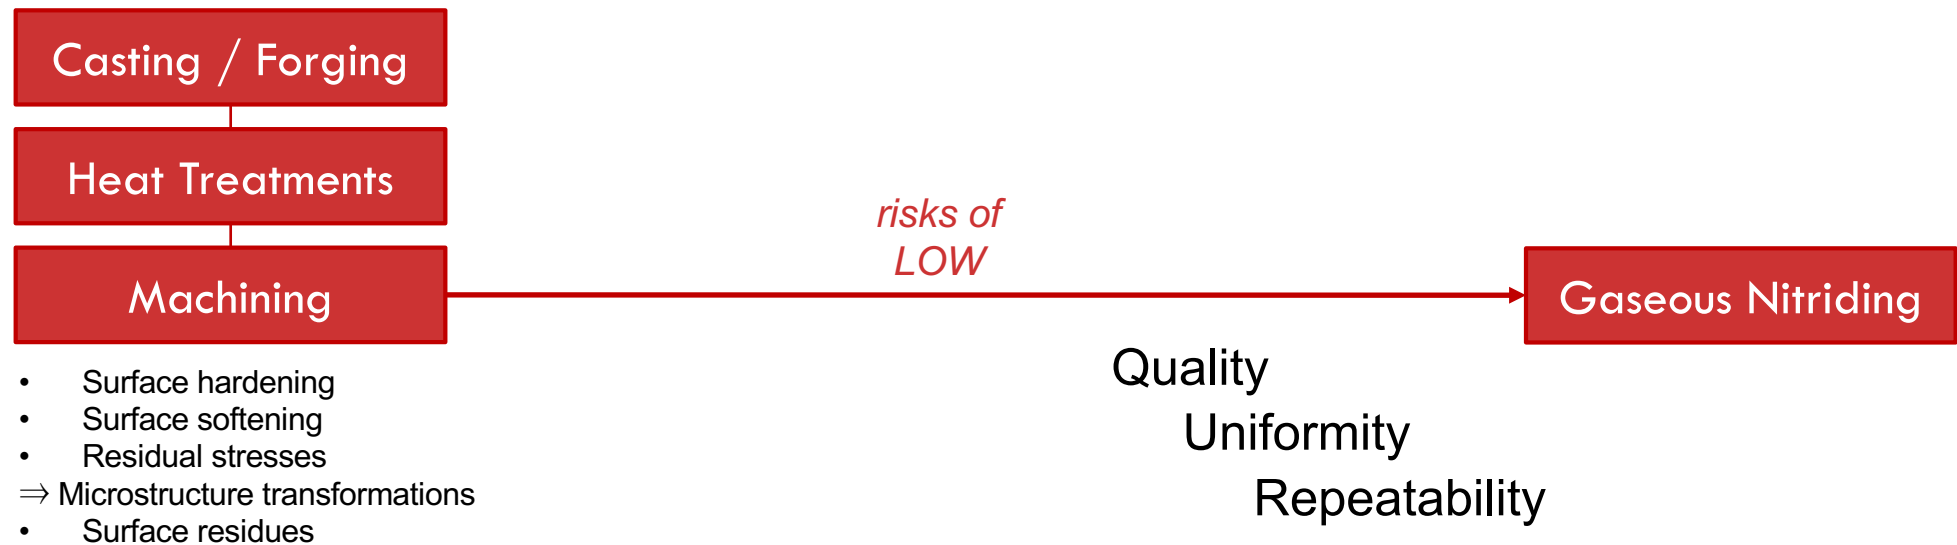 Casting / Forging
Heat Treatments
Machining
• Surface hardening
• Surface softening
• Residual stresses
⇒ Microstructure transformations
• Surface residues
risks of
LOW
Quality
Uniformity
Repeatability
Gaseous Nitriding